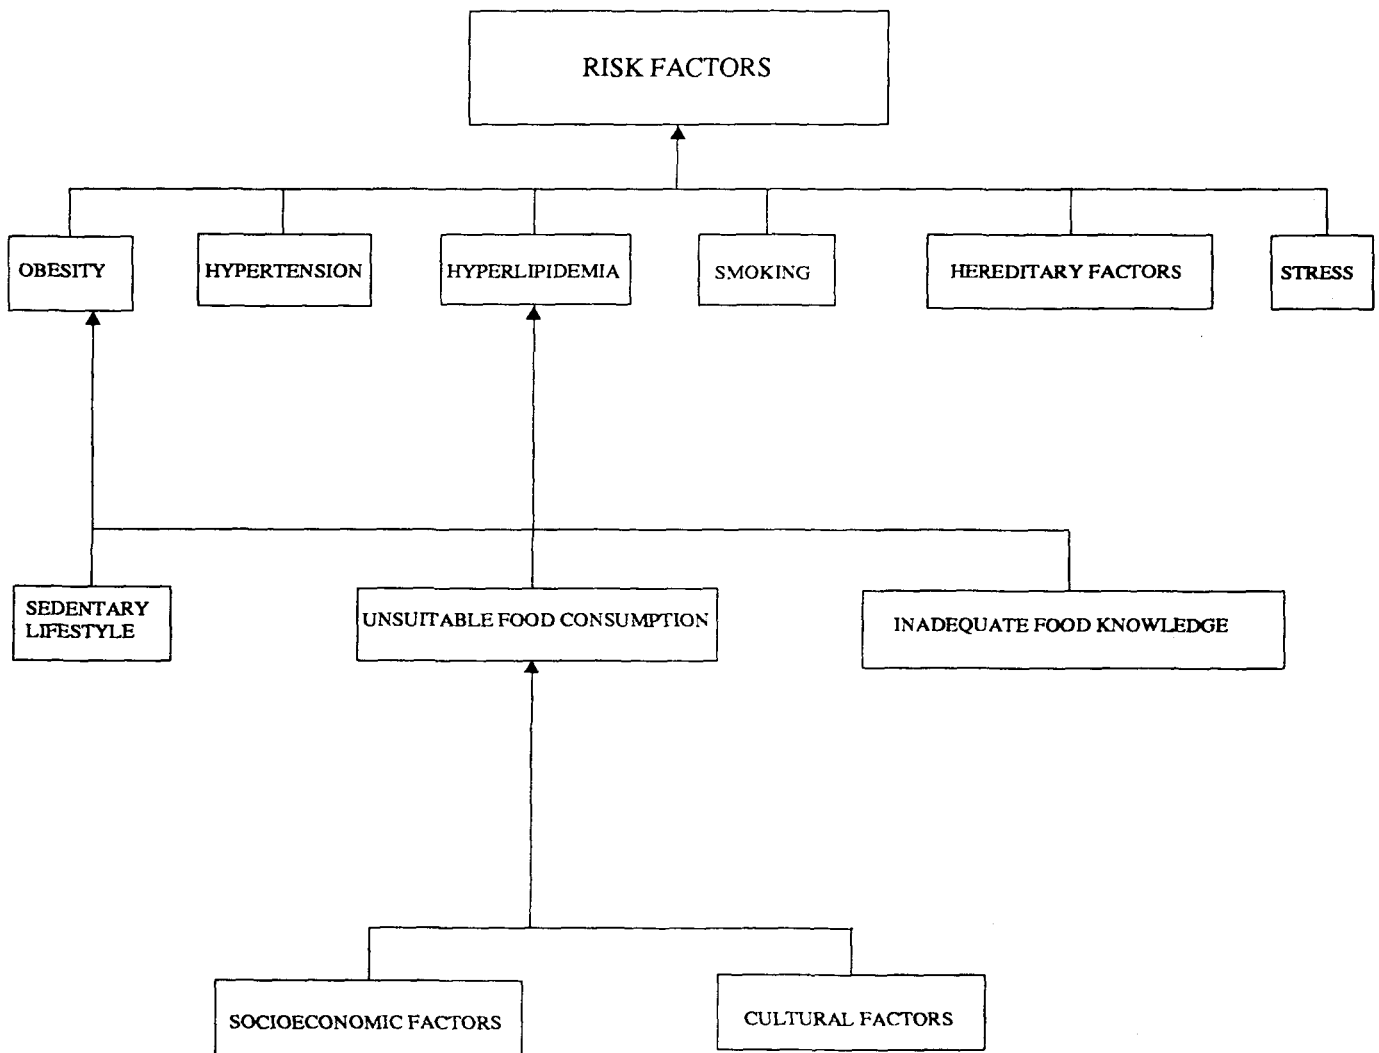 RISK FACTORS
OBESITY
HYPERTENSION
HYPERLIPIDEMIA
SMOKING
HEREDITARY FACTORS
STRESS
SEDENTARY
LIFESTYLE
UNSUITABLE FOOD CONSUMPTION
INADEQUATE FOOD KNOWLEDGE
SOCIOECONOMIC FACTORS
CULTURAL FACTORS